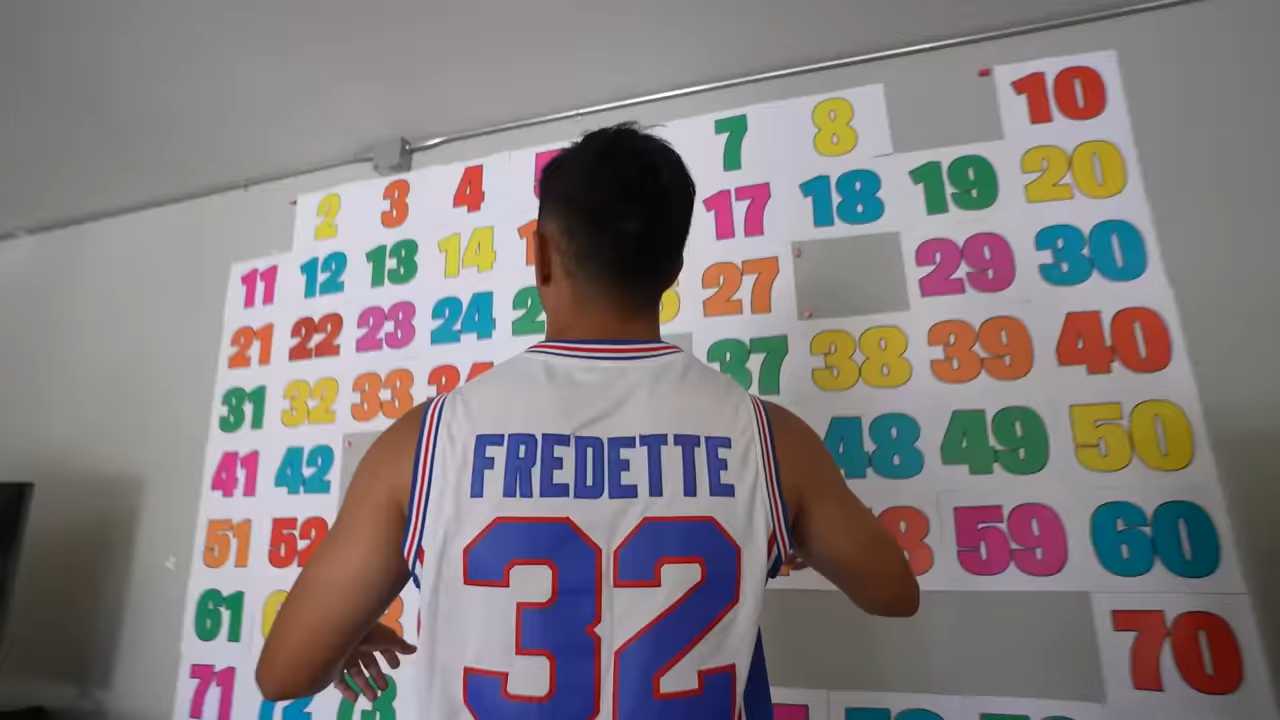 2 3 4 7 8 10
11 12 13 14 17 18 19 20
21 22 23 24 27 29 30
31 32 33 37 38 39 40
41 42 48 49 50
51 52 59 60
61 70
71
FREDETTE
32